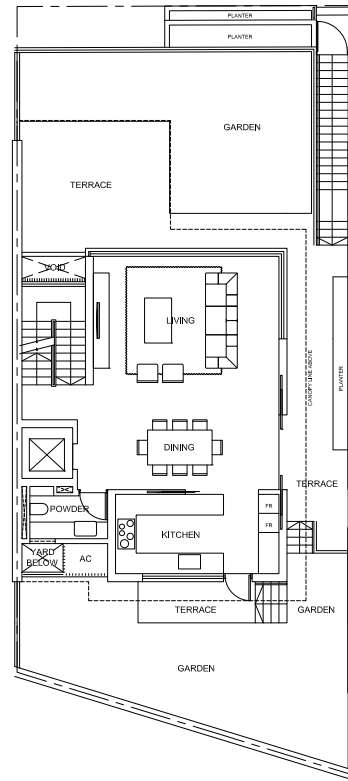 PLANTER
PLANTER
GARDEN
TERRACE
VOID
LIVING
CANOPY LINE ABOVE
PLANTER
DINING
TERRACE
POWDER
FR
FR
KITCHEN
YARD
BELOW
AC
TERRACE
GARDEN
GARDEN